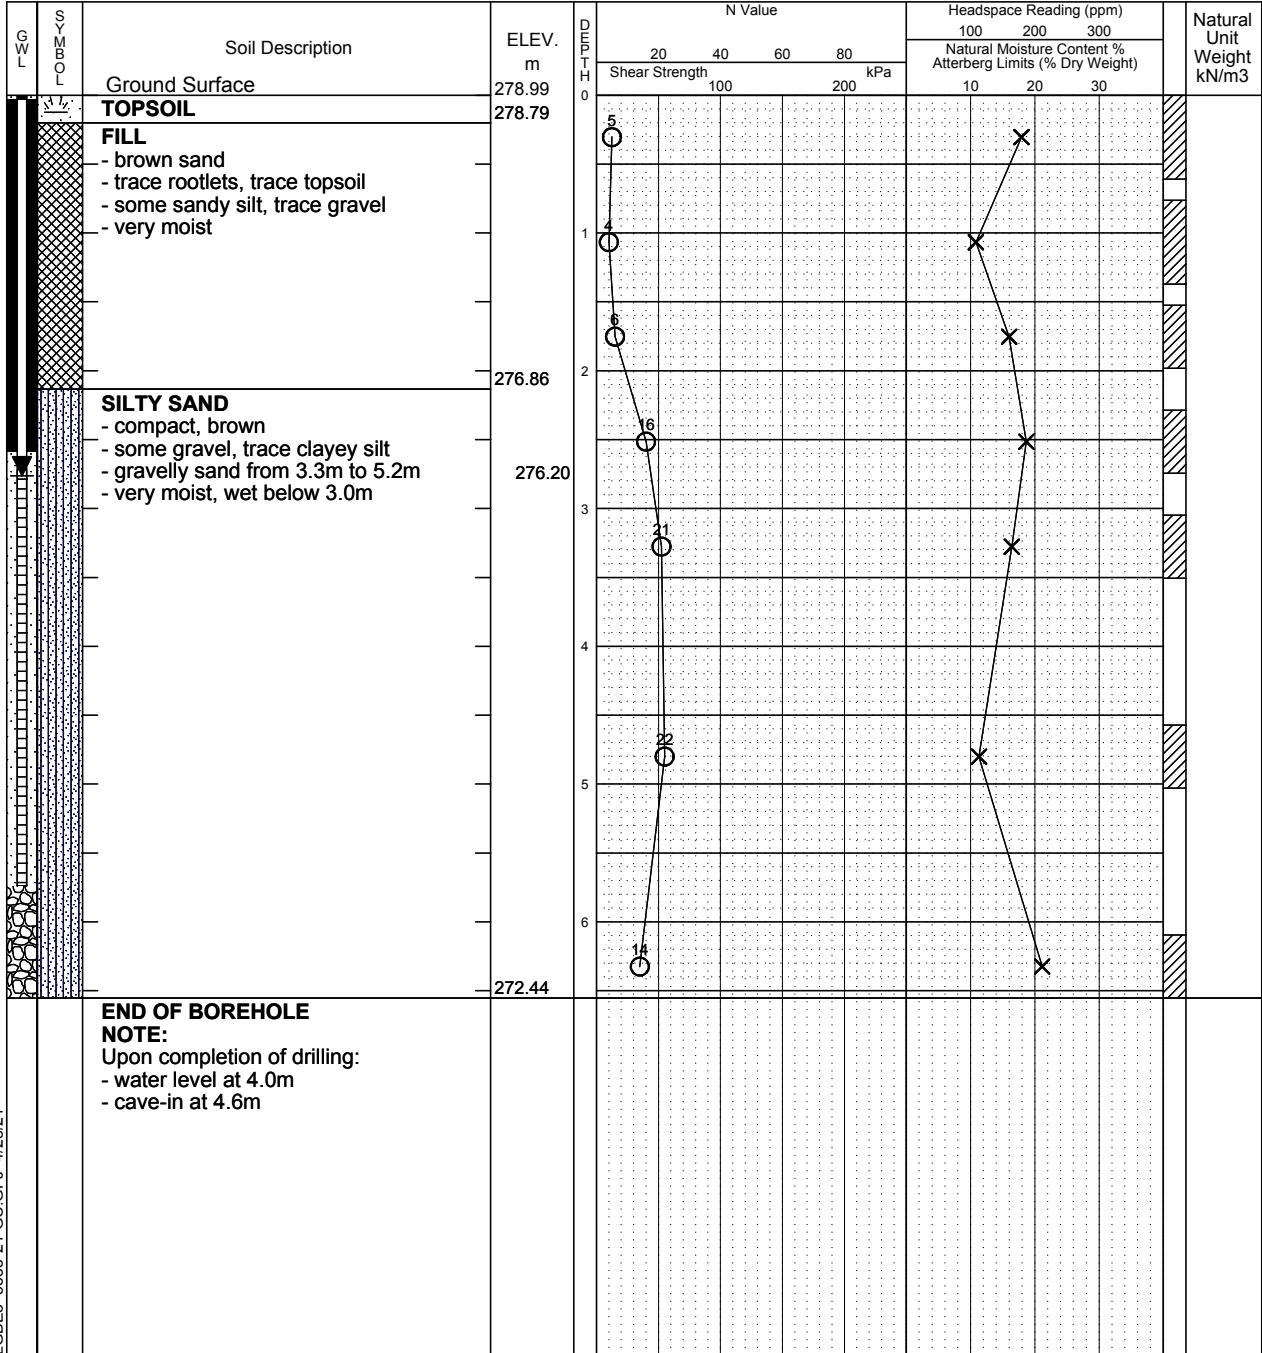 GWL
SYMBOL
Soil Description
Ground Surface
ELEV.
m
278.99
DEPTH
N Value
20 40 60 80
Shear Strength kPa
100 200
Headspace Reading (ppm)
100 200 300
Natural Moisture Content %
Atterberg Limits (% Dry Weight)
10 20 30
Natural
Unit
Weight
kN/m3
0
TOPSOIL
278.79
FILL
- brown sand
- trace rootlets, trace topsoil
- some sandy silt, trace gravel
- very moist
5
4
1
6
2
276.86
SILTY SAND
- compact, brown
- some gravel, trace clayey silt
- gravelly sand from 3.3m to 5.2m
- very moist, wet below 3.0m
16
276.20
3
21
4
22
5
6
14
272.44
END OF BOREHOLE
NOTE:
Upon completion of drilling:
- water level at 4.0m
- cave-in at 4.6m